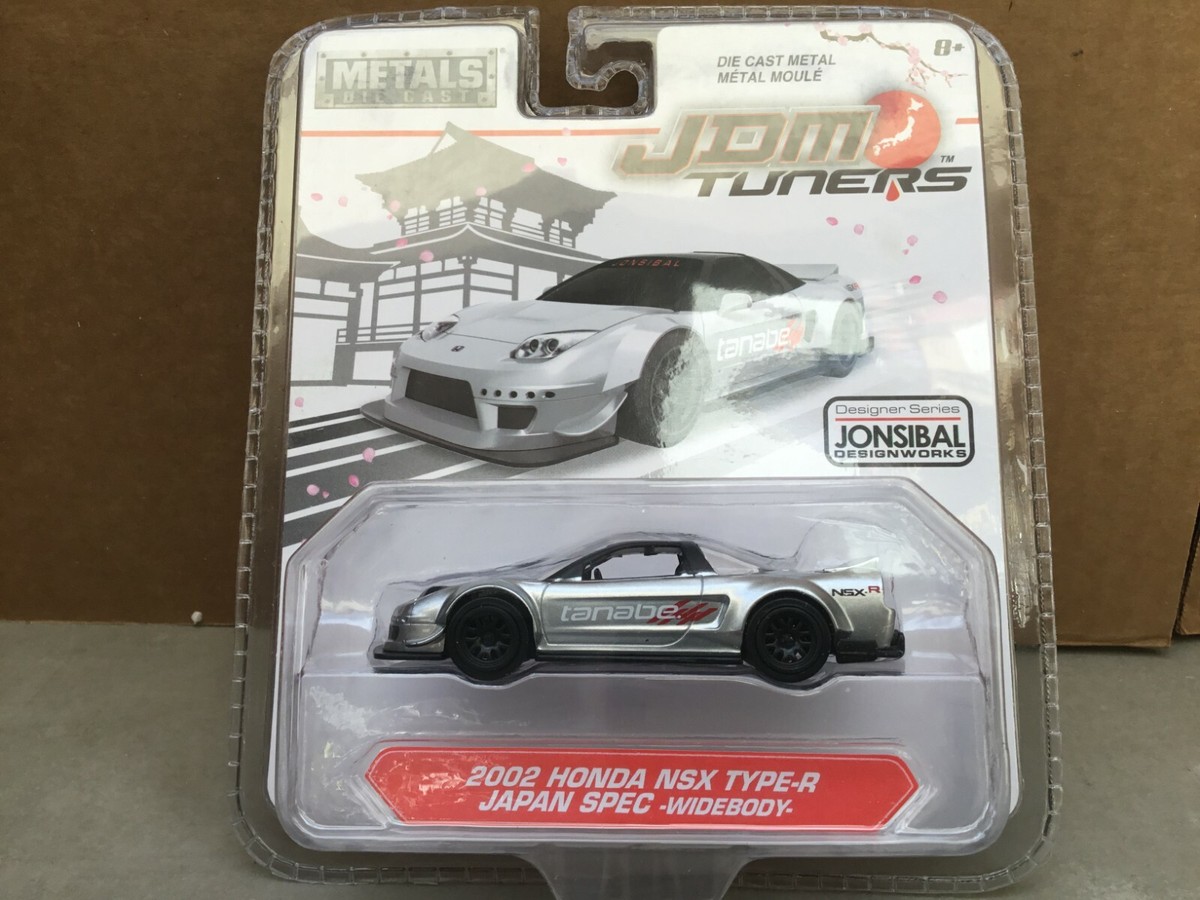 METALS
DIE CAST
DIE CAST METAL
MÉTAL MOULÉ
8+
JDM
TUNERS™
JONSIBAL
tanabe
Designer Series
JONSIBAL
DESIGNWORKS
tanabe
NSX-R
2002 HONDA NSX TYPE-R
JAPAN SPEC -WIDEBODY-